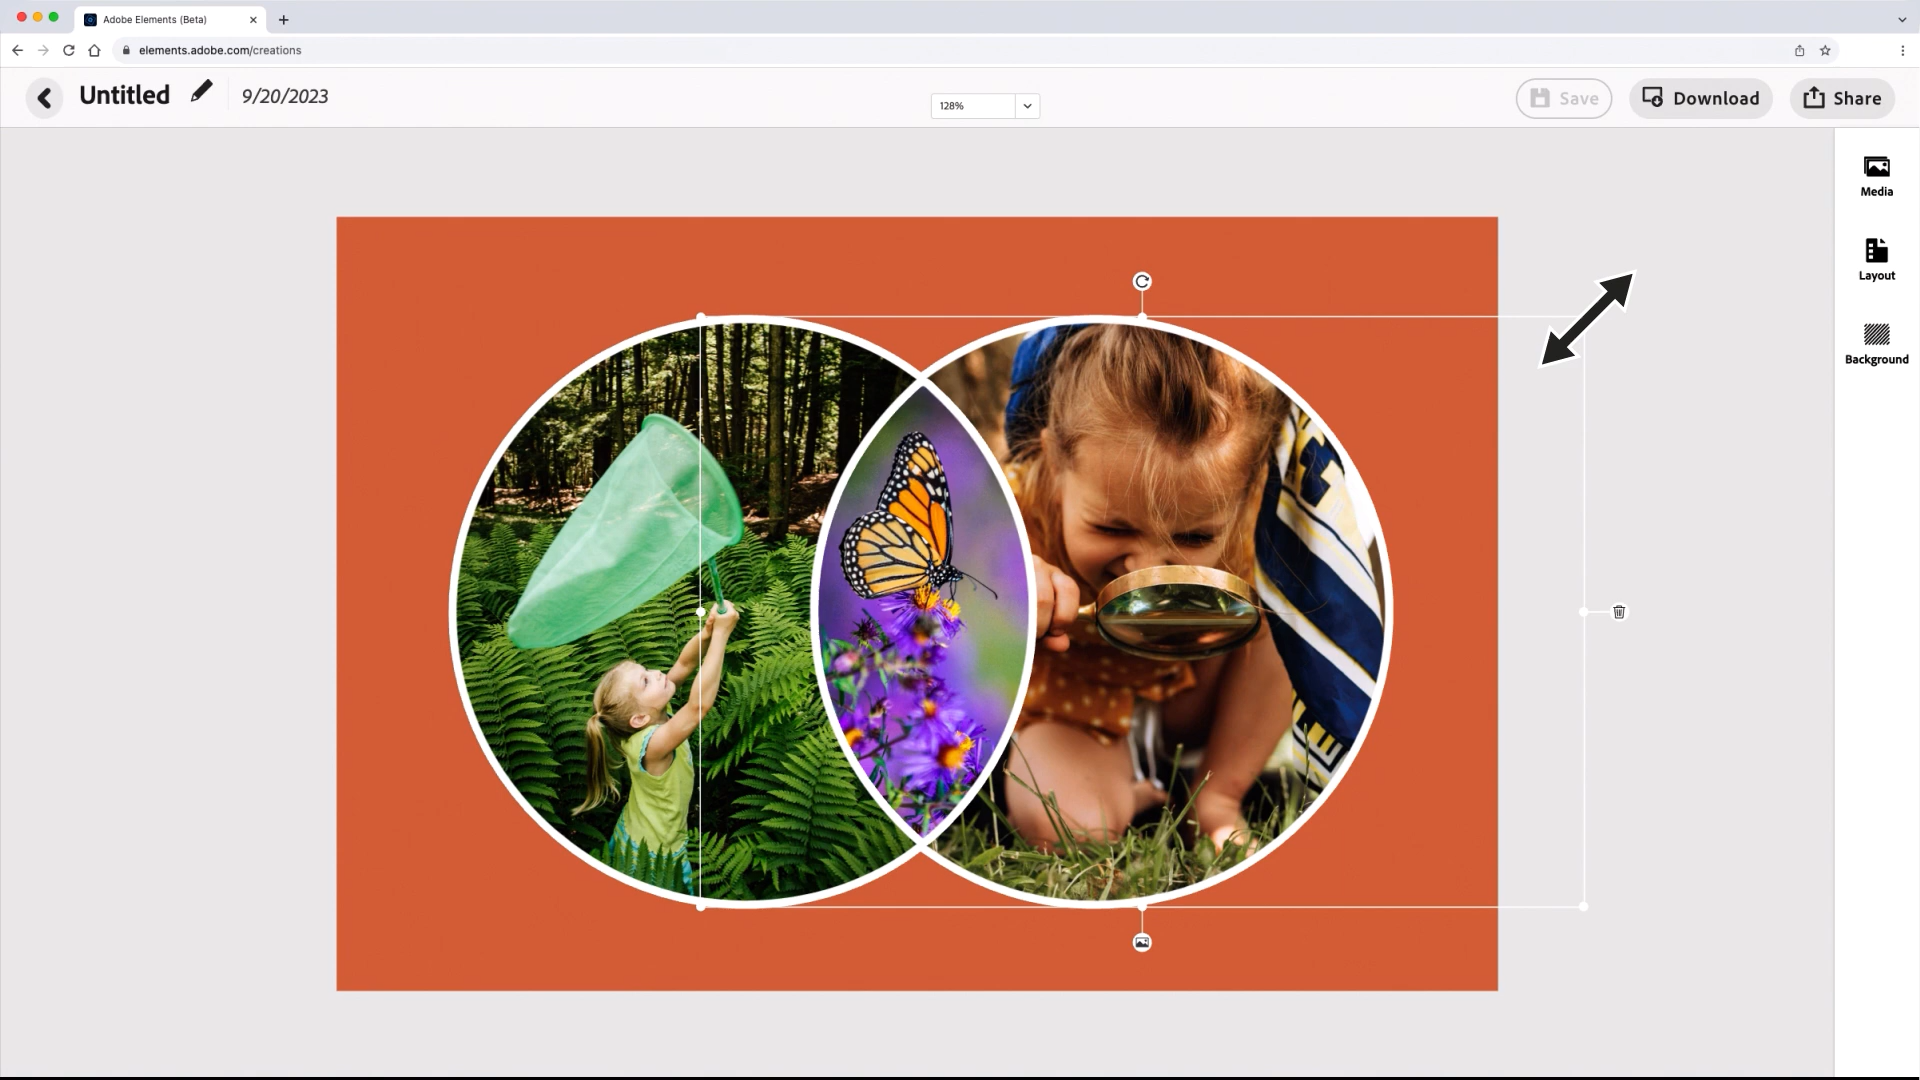 Adobe Elements (Beta)
elements.adobe.com/creations
Untitled
9/20/2023
128%
Save
Download
Share
Media
Layout
Background